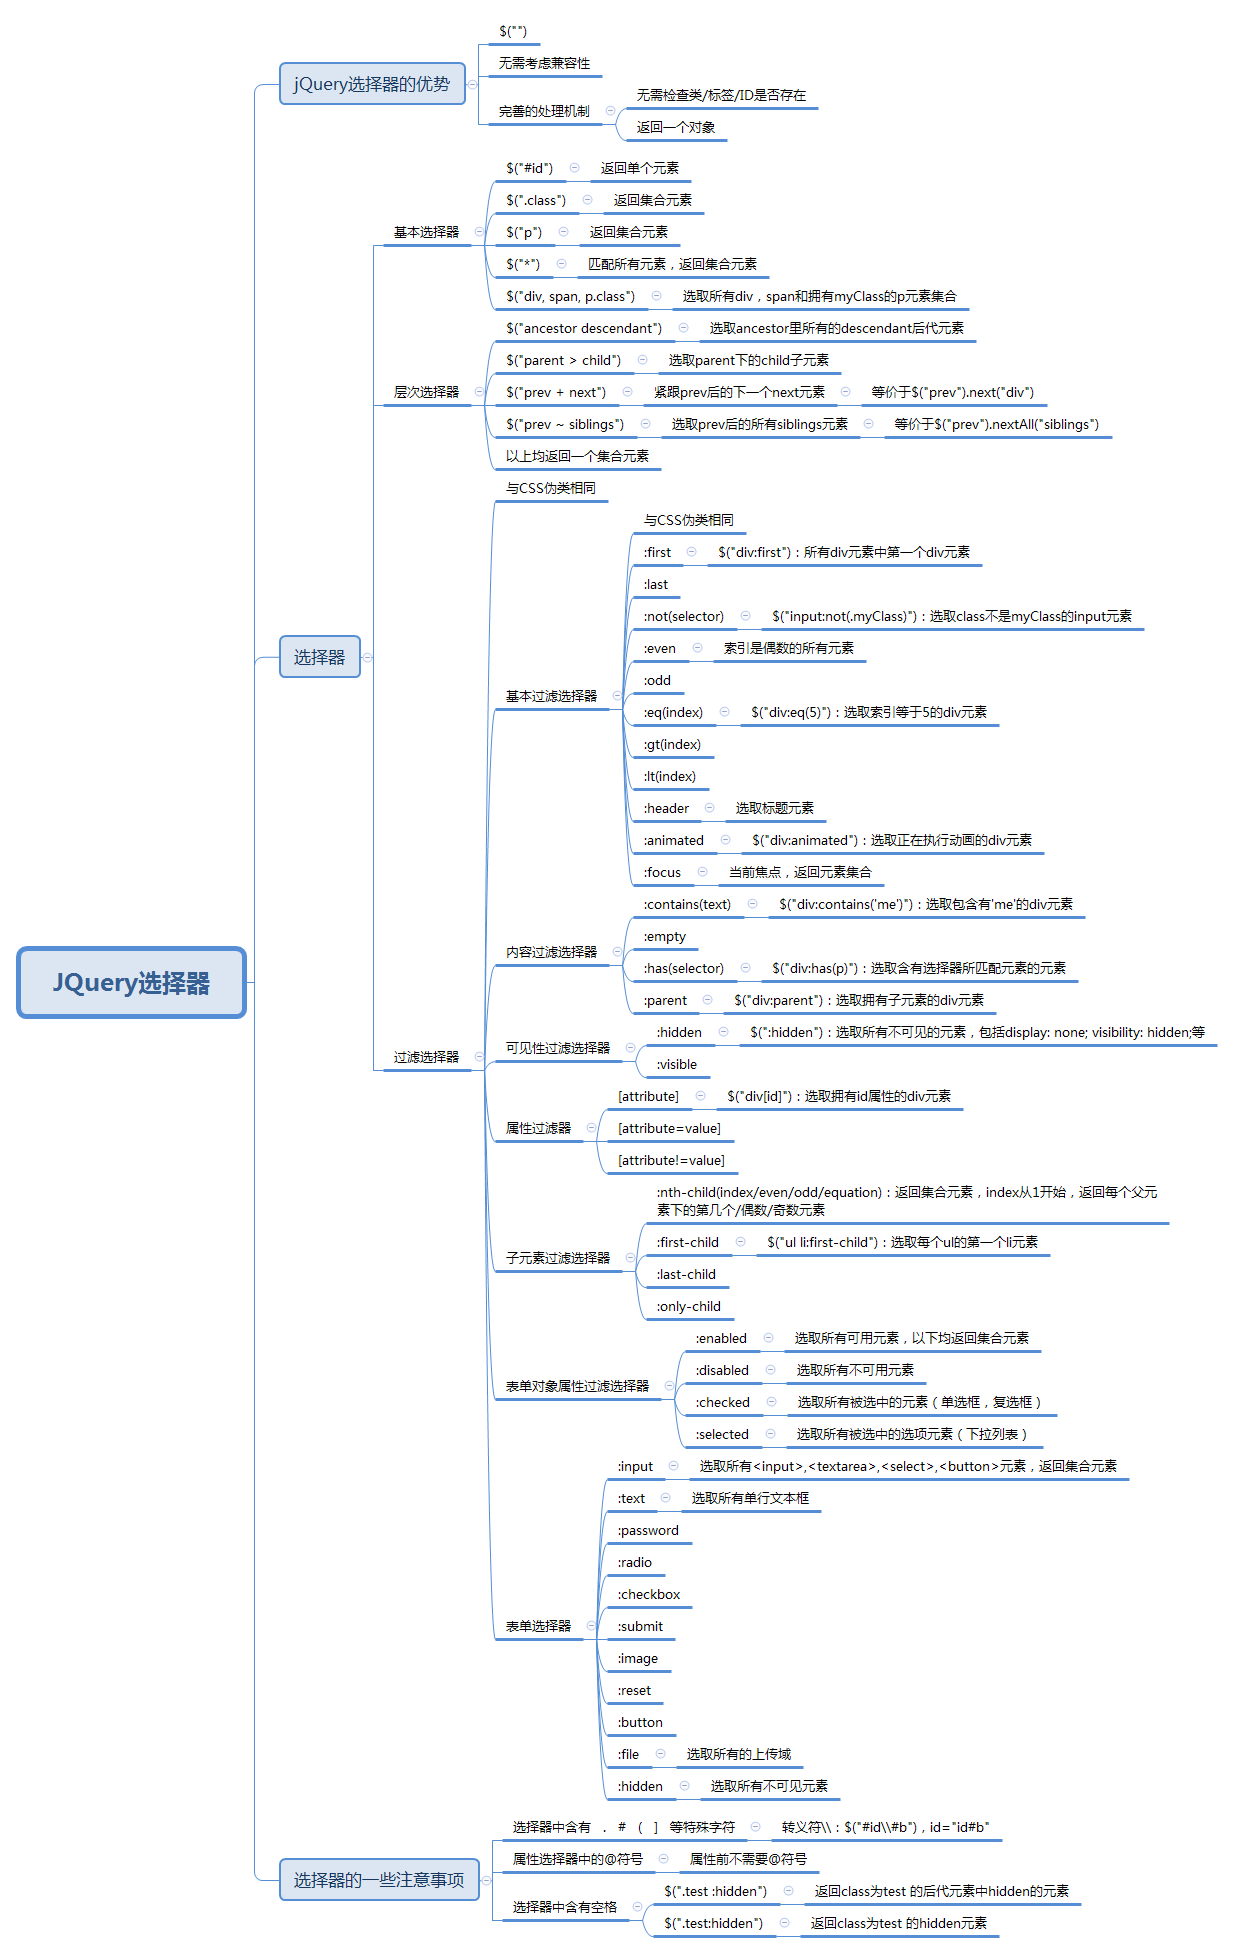 JQuery选择器
jQuery选择器的优势
$("")
无需考虑兼容性
完善的处理机制
无需检查类/标签/ID是否存在
返回一个对象
选择器
基本选择器
$("#id")
返回单个元素
$(".class")
返回集合元素
$("p")
返回集合元素
$("*")
匹配所有元素，返回集合元素
$("div, span, p.class")
选取所有div，span和拥有myClass的p元素集合
层次选择器
$("ancestor descendant")
选取ancestor里所有的descendant后代元素
$("parent > child")
选取parent下的child子元素
$("prev + next")
紧跟prev后的下一个next元素
等价于$("prev").next("div")
$("prev ~ siblings")
选取prev后的所有siblings元素
等价于$("prev").nextAll("siblings")
以上均返回一个集合元素
过滤选择器
与CSS伪类相同
基本过滤选择器
与CSS伪类相同
:first
$("div:first")：所有div元素中第一个div元素
:last
:not(selector)
$("input:not(.myClass)")：选取class不是myClass的input元素
:even
索引是偶数的所有元素
:odd
:eq(index)
$("div:eq(5)")：选取索引等于5的div元素
:gt(index)
:lt(index)
:header
选取标题元素
:animated
$("div:animated")：选取正在执行动画的div元素
:focus
当前焦点，返回元素集合
内容过滤选择器
:contains(text)
$("div:contains('me')")：选取包含有'me'的div元素
:empty
:has(selector)
$("div:has(p)")：选取含有选择器所匹配元素的元素
:parent
$("div:parent")：选取拥有子元素的div元素
可见性过滤选择器
:hidden
$(":hidden")：选取所有不可见的元素，包括display: none; visibility: hidden;等
:visible
属性过滤器
[attribute]
$("div[id]")：选取拥有id属性的div元素
[attribute=value]
[attribute!=value]
子元素过滤选择器
:nth-child(index/even/odd/equation)：返回集合元素，index从1开始，返回每个父元
素下的第几个/偶数/奇数元素
:first-child
$("ul li:first-child")：选取每个ul的第一个li元素
:last-child
:only-child
表单对象属性过滤选择器
:enabled
选取所有可用元素，以下均返回集合元素
:disabled
选取所有不可用元素
:checked
选取所有被选中的元素（单选框，复选框）
:selected
选取所有被选中的选项元素（下拉列表）
表单选择器
:input
选取所有<input>,<textarea>,<select>,<button>元素，返回集合元素
:text
选取所有单行文本框
:password
:radio
:checkbox
:submit
:image
:reset
:button
:file
选取所有的上传域
:hidden
选取所有不可见元素
选择器的一些注意事项
选择器中含有 . # ( ] 等特殊字符
转义符\\：$("#id\\#b")，id="id#b"
属性选择器中的@符号
属性前不需要@符号
选择器中含有空格
$(".test :hidden")
返回class为test 的后代元素中hidden的元素
$(".test:hidden")
返回class为test 的hidden元素